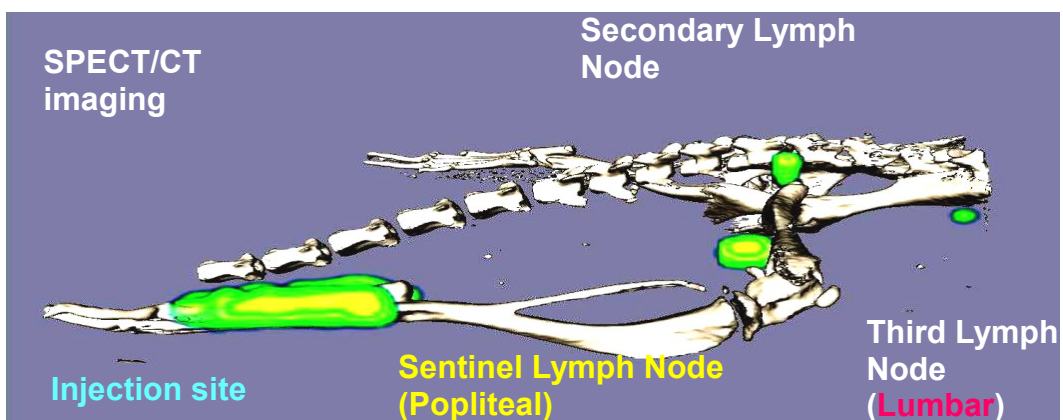 SPECT/CT
imaging
Secondary Lymph
Node
Injection site
Sentinel Lymph Node
(Popliteal)
Third Lymph
Node
(Lumbar)